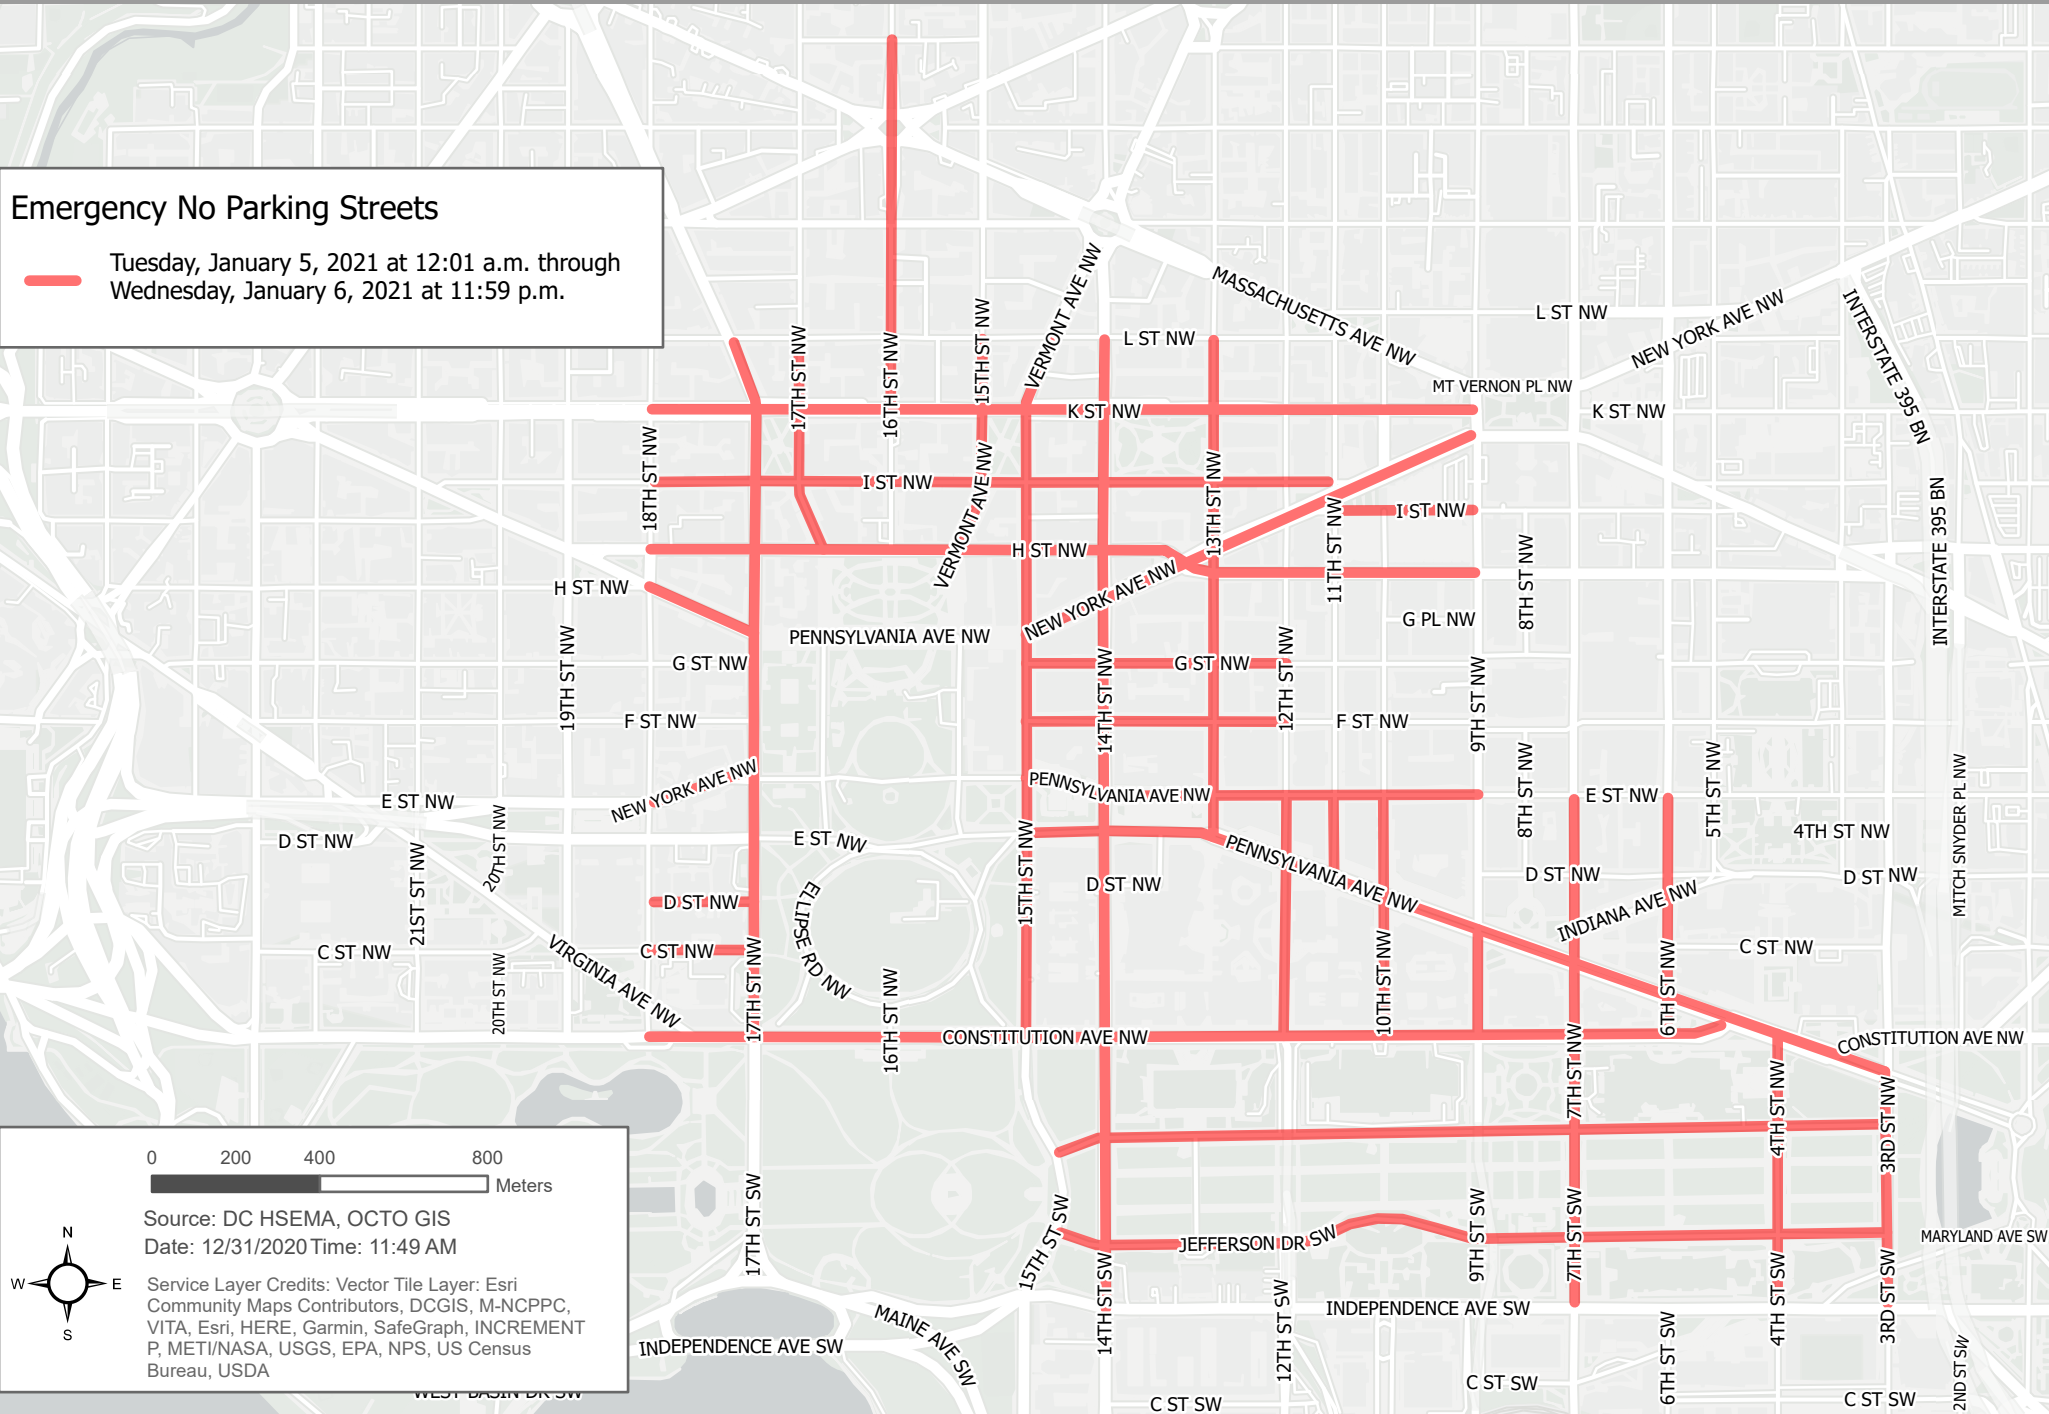 Emergency No Parking Streets
Tuesday, January 5, 2021 at 12:01 a.m. through
Wednesday, January 6, 2021 at 11:59 p.m.
17TH ST NW
16TH ST NW
15TH ST NW
VERMONT AVE NW
L ST NW
MASSACHUSETTS AVE NW
L ST NW
NEW YORK AVE NW
INTERSTATE 395 BN
MT VERNON PL NW
K ST NW
K ST NW
18TH ST NW
I ST NW
VERMONT AVE NW
13TH ST NW
11TH ST NW
I ST NW
8TH ST NW
INTERSTATE 395 BN
H ST NW
H ST NW
NEW YORK AVE NW
G PL NW
19TH ST NW
PENNSYLVANIA AVE NW
G ST NW
G ST NW
14TH ST NW
12TH ST NW
9TH ST NW
F ST NW
F ST NW
NEW YORK AVE NW
PENNSYLVANIA AVE NW
8TH ST NW
5TH ST NW
MITCH SNYDER PL NW
E ST NW
E ST NW
20TH ST NW
D ST NW
E ST NW
4TH ST NW
21ST ST NW
15TH ST NW
PENNSYLVANIA AVE NW
D ST NW
D ST NW
D ST NW
D ST NW
INDIANA AVE NW
ELLIPSE RD NW
C ST NW
C ST NW
C ST NW
VIRGINIA AVE NW
20TH ST NW
17TH ST NW
16TH ST NW
10TH ST NW
6TH ST NW
CONSTITUTION AVE NW
CONSTITUTION AVE NW
7TH ST NW
4TH ST NW
3RD ST NW
0 200 400 800
Meters
Source: DC HSEMA, OCTO GIS
Date: 12/31/2020 Time: 11:49 AM
N
W E
S
Service Layer Credits: Vector Tile Layer: Esri
Community Maps Contributors, DCGIS, M-NCPPC,
VITA, Esri, HERE, Garmin, SafeGraph, INCREMENT
P, METI/NASA, USGS, EPA, NPS, US Census
Bureau, USDA
17TH ST SW
15TH ST SW
JEFFERSON DR SW
9TH ST SW
7TH ST SW
MARYLAND AVE SW
14TH ST SW
12TH ST SW
INDEPENDENCE AVE SW
4TH ST SW
3RD ST SW
6TH ST SW
2ND ST SW
MAINE AVE SW
INDEPENDENCE AVE SW
WEST BASIN DR SW
C ST SW
C ST SW
C ST SW